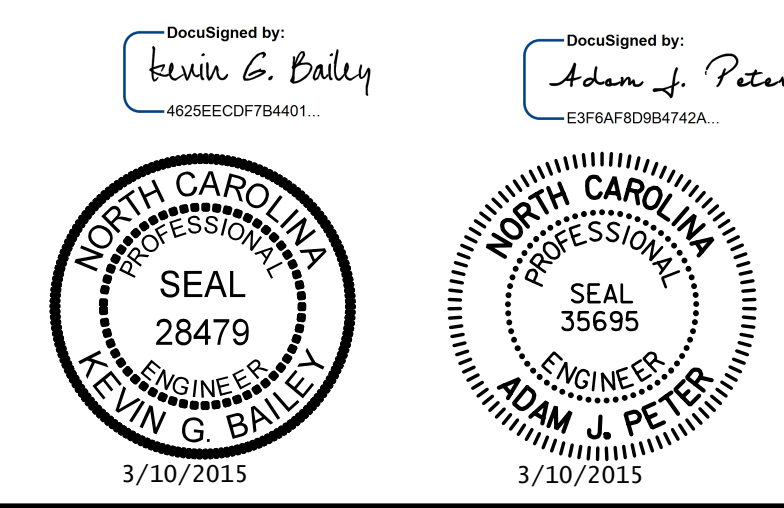 DocuSigned by:
Kevin G. Bailey
4625EECDF7B4401...
NORTH CAROLINA
PROFESSIONAL
SEAL
28479
ENGINEER
KEVIN G. BAILEY
3/10/2015
DocuSigned by:
Adam J. Peter
E3F6AF8D9B4742A...
NORTH CAROLINA
PROFESSIONAL
SEAL
35695
ENGINEER
ADAM J. PETER
3/10/2015